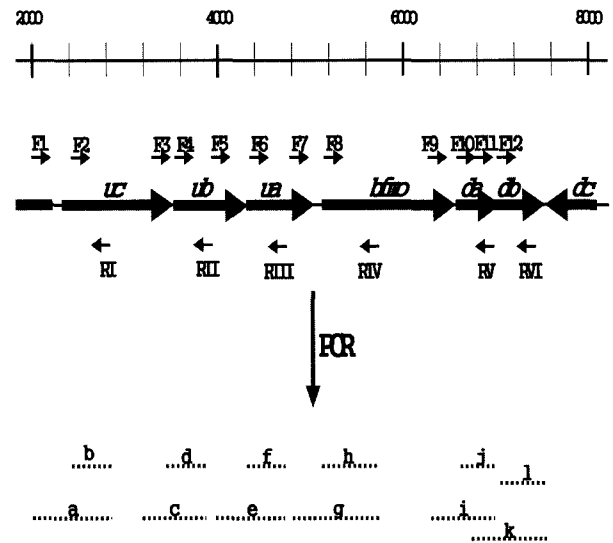 2000 4000 6000 8000
F1 F2 F3 F4 F5 F6 F7 F8 F9 F10 F11 F12
uc ub ua bfmo da db dc
RI RII RIII RIV RV RVI
PCR
b d f h j l
a c e g i k